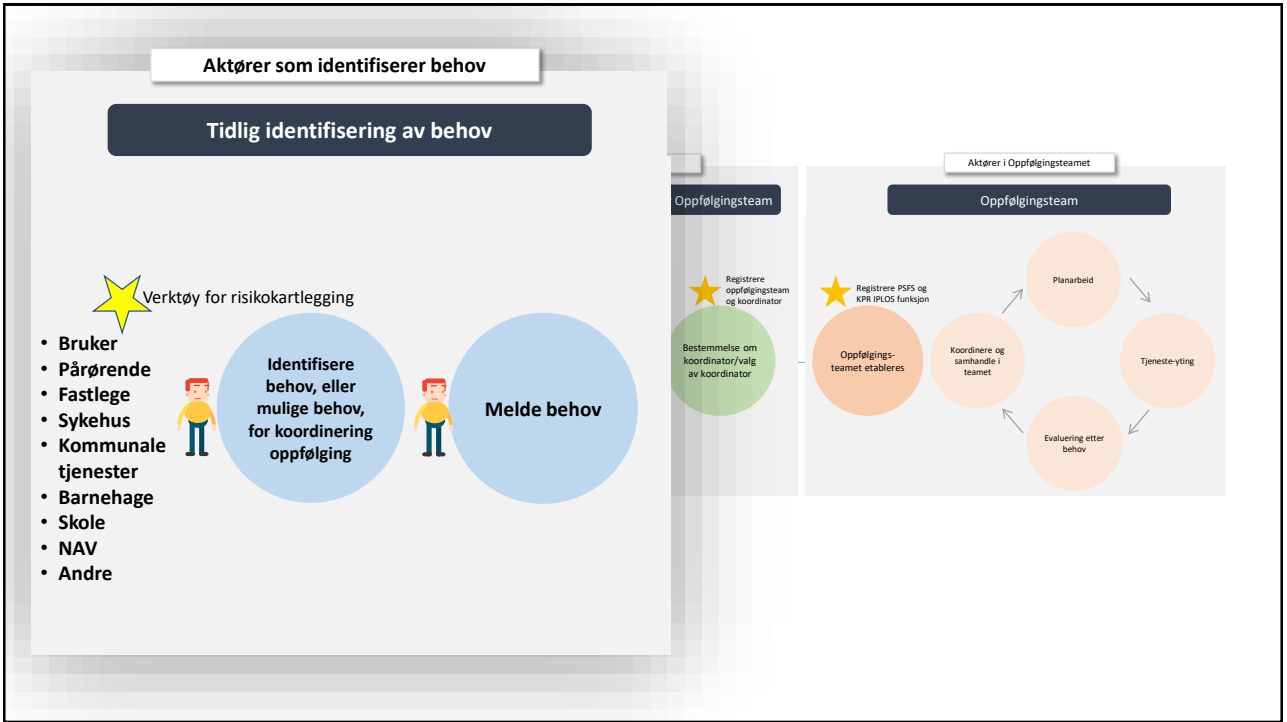 Aktører som identifiserer behov
Tidlig identifisering av behov
Verktøy for risikokartlegging
• Bruker
• Pårørende
• Fastlege
• Sykehus
• Kommunale
tjenester
• Barnehage
• Skole
• NAV
• Andre
Identifisere
behov, eller
mulige behov,
for koordinering
oppfølging
Melde behov
Oppfølgingsteam
Registrere
oppfølgingsteam
og koordinator
Bestemmelse om
koordinator/valg
av koordinator
Aktører i Oppfølgingsteamet
Oppfølgingsteam
Registrere PSFS og
KPR IPLOS funksjon
Oppfølgings-
teamet etableres
Koordinere og
samhandle i
teamet
Planarbeid
Tjeneste-yting
Evaluering etter
behov